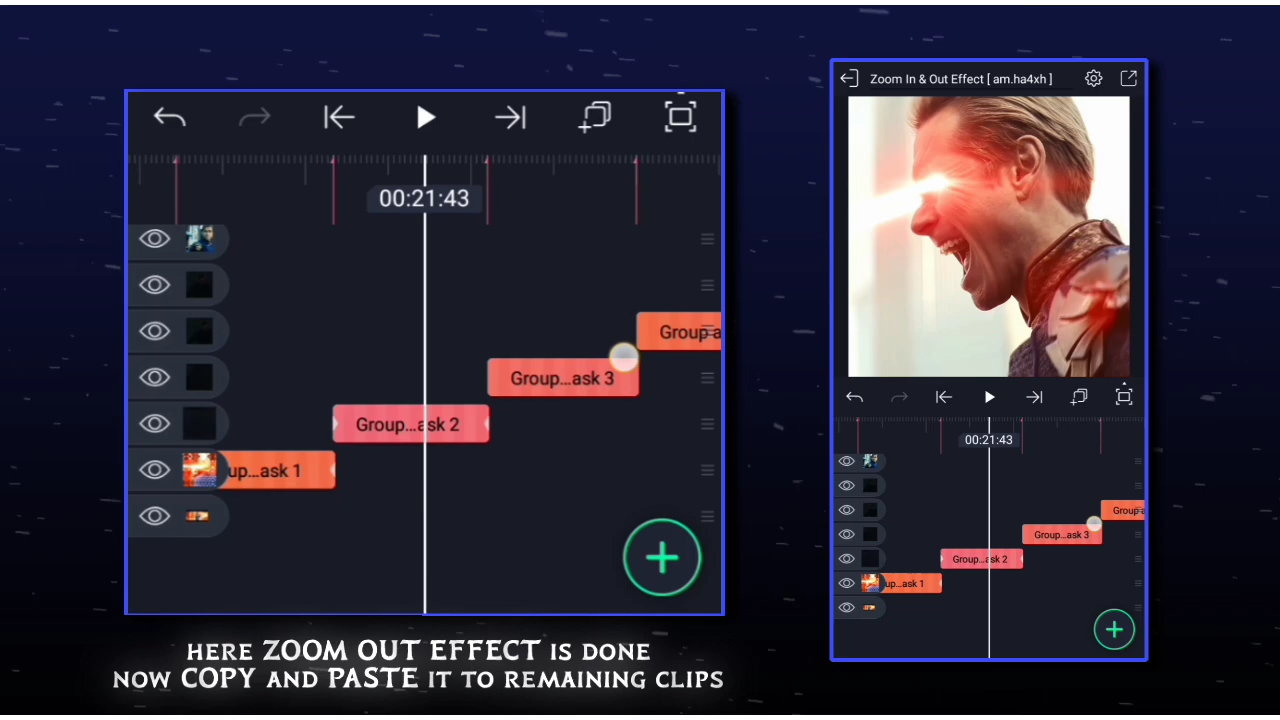 00:21:43
Group a
Group...ask 3
Group...ask 2
up...ask 1
HERE ZOOM OUT EFFECT IS DONE
NOW COPY AND PASTE IT TO REMAINING CLIPS
Zoom In & Out Effect [ am.ha4xh ]
00:21:43
Group a
Group...ask 3
Group...ask 2
up...ask 1